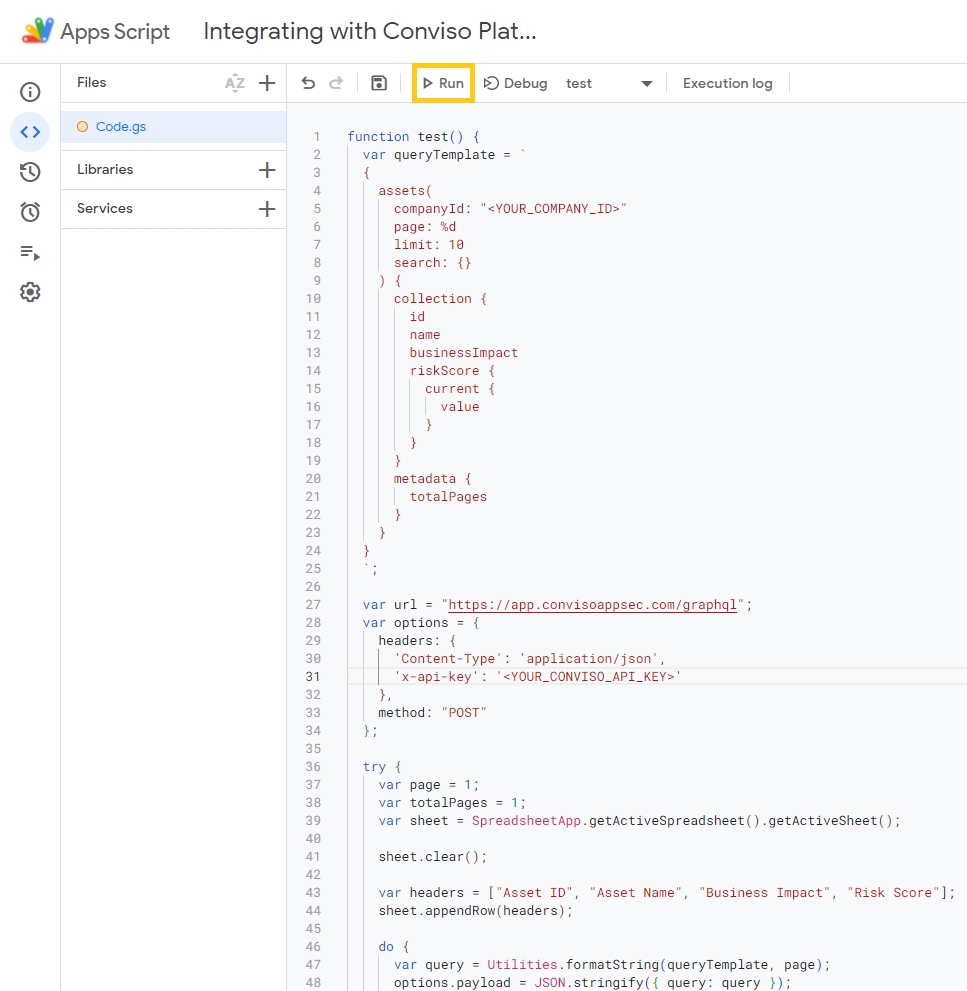 Apps Script Integrating with Conviso Plat...
Files
AZ
Run
Debug
test
Execution log
Code.gs
Libraries
Services
1 function test() {
2 var queryTemplate = `
3 {
4 assets(
5 companyId: "<YOUR_COMPANY_ID>"
6 page: %d
7 limit: 10
8 search: {}
9 ) {
10 collection {
11 id
12 name
13 businessImpact
14 riskScore {
15 current {
16 value
17 }
18 }
19 }
20 metadata {
21 totalPages
22 }
23 }
24 }
25 `;
26
27 var url = "https://app.convisoappsec.com/graphql";
28 var options = {
29 headers: {
30 'Content-Type': 'application/json',
31 'x-api-key': '<YOUR_CONVISO_API_KEY>'
32 },
33 method: "POST"
34 };
35
36 try {
37 var page = 1;
38 var totalPages = 1;
39 var sheet = SpreadsheetApp.getActiveSpreadsheet().getActiveSheet();
40
41 sheet.clear();
42
43 var headers = ["Asset ID", "Asset Name", "Business Impact", "Risk Score"];
44 sheet.appendRow(headers);
45
46 do {
47 var query = Utilities.formatString(queryTemplate, page);
48 options.payload = JSON.stringify({ query: query });